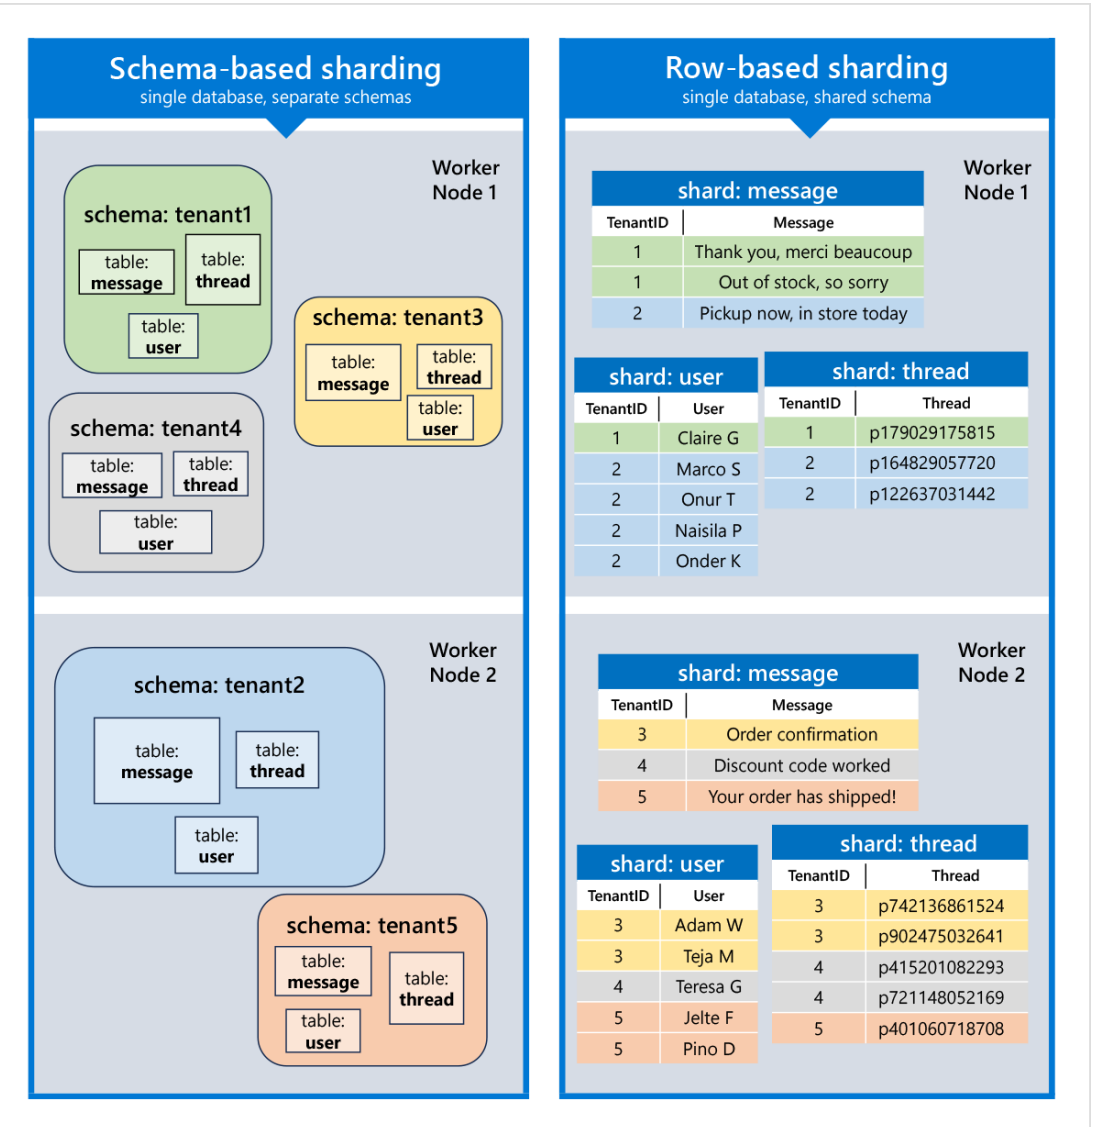 Schema-based sharding
single database, separate schemas
Worker
Node 1
schema: tenant1
table:
message
table:
thread
table:
user
schema: tenant3
table:
message
table:
thread
table:
user
schema: tenant4
table:
message
table:
thread
table:
user
Worker
Node 2
schema: tenant2
table:
message
table:
thread
table:
user
schema: tenant5
table:
message
table:
thread
table:
user
Row-based sharding
single database, shared schema
Worker
Node 1
shard: message
TenantID Message
1 Thank you, merci beaucoup
1 Out of stock, so sorry
2 Pickup now, in store today
shard: user
TenantID User
1 Claire G
2 Marco S
2 Onur T
2 Naisila P
2 Onder K
shard: thread
TenantID Thread
1 p179029175815
2 p164829057720
2 p122637031442
Worker
Node 2
shard: message
TenantID Message
3 Order confirmation
4 Discount code worked
5 Your order has shipped!
shard: user
TenantID User
3 Adam W
3 Teja M
4 Teresa G
5 Jelte F
5 Pino D
shard: thread
TenantID Thread
3 p742136861524
3 p902475032641
4 p415201082293
4 p721148052169
5 p401060718708